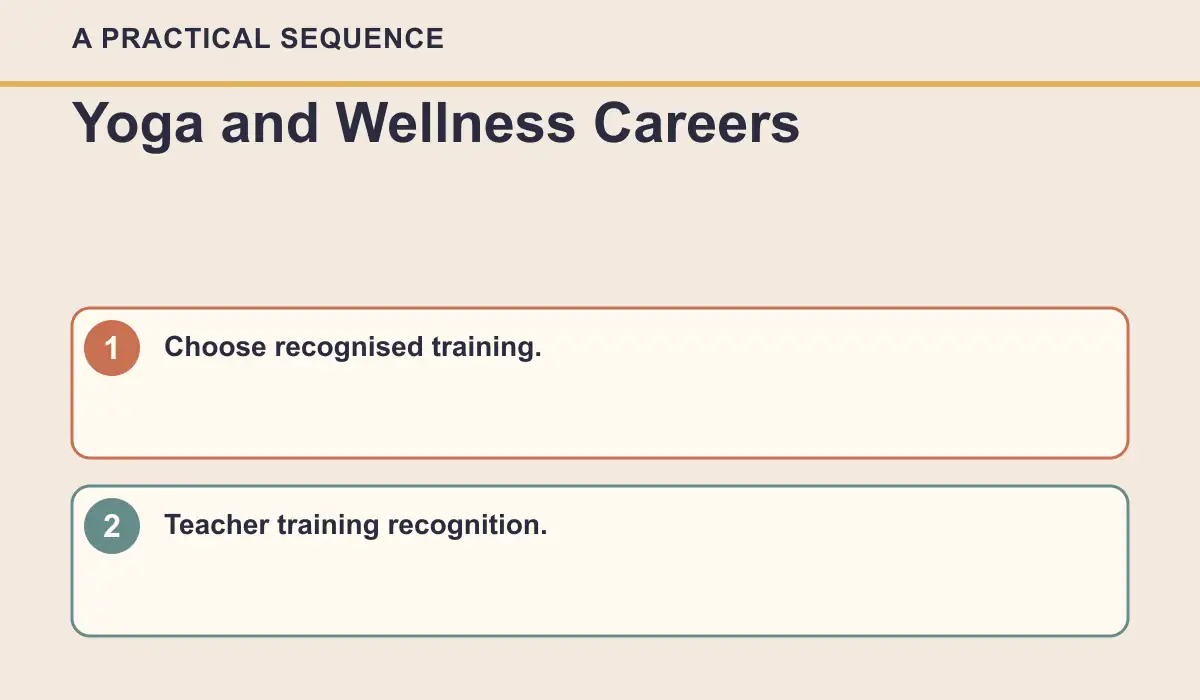 A PRACTICAL SEQUENCE
Yoga and Wellness Careers
1
Choose recognised training.
2
Teacher training recognition.